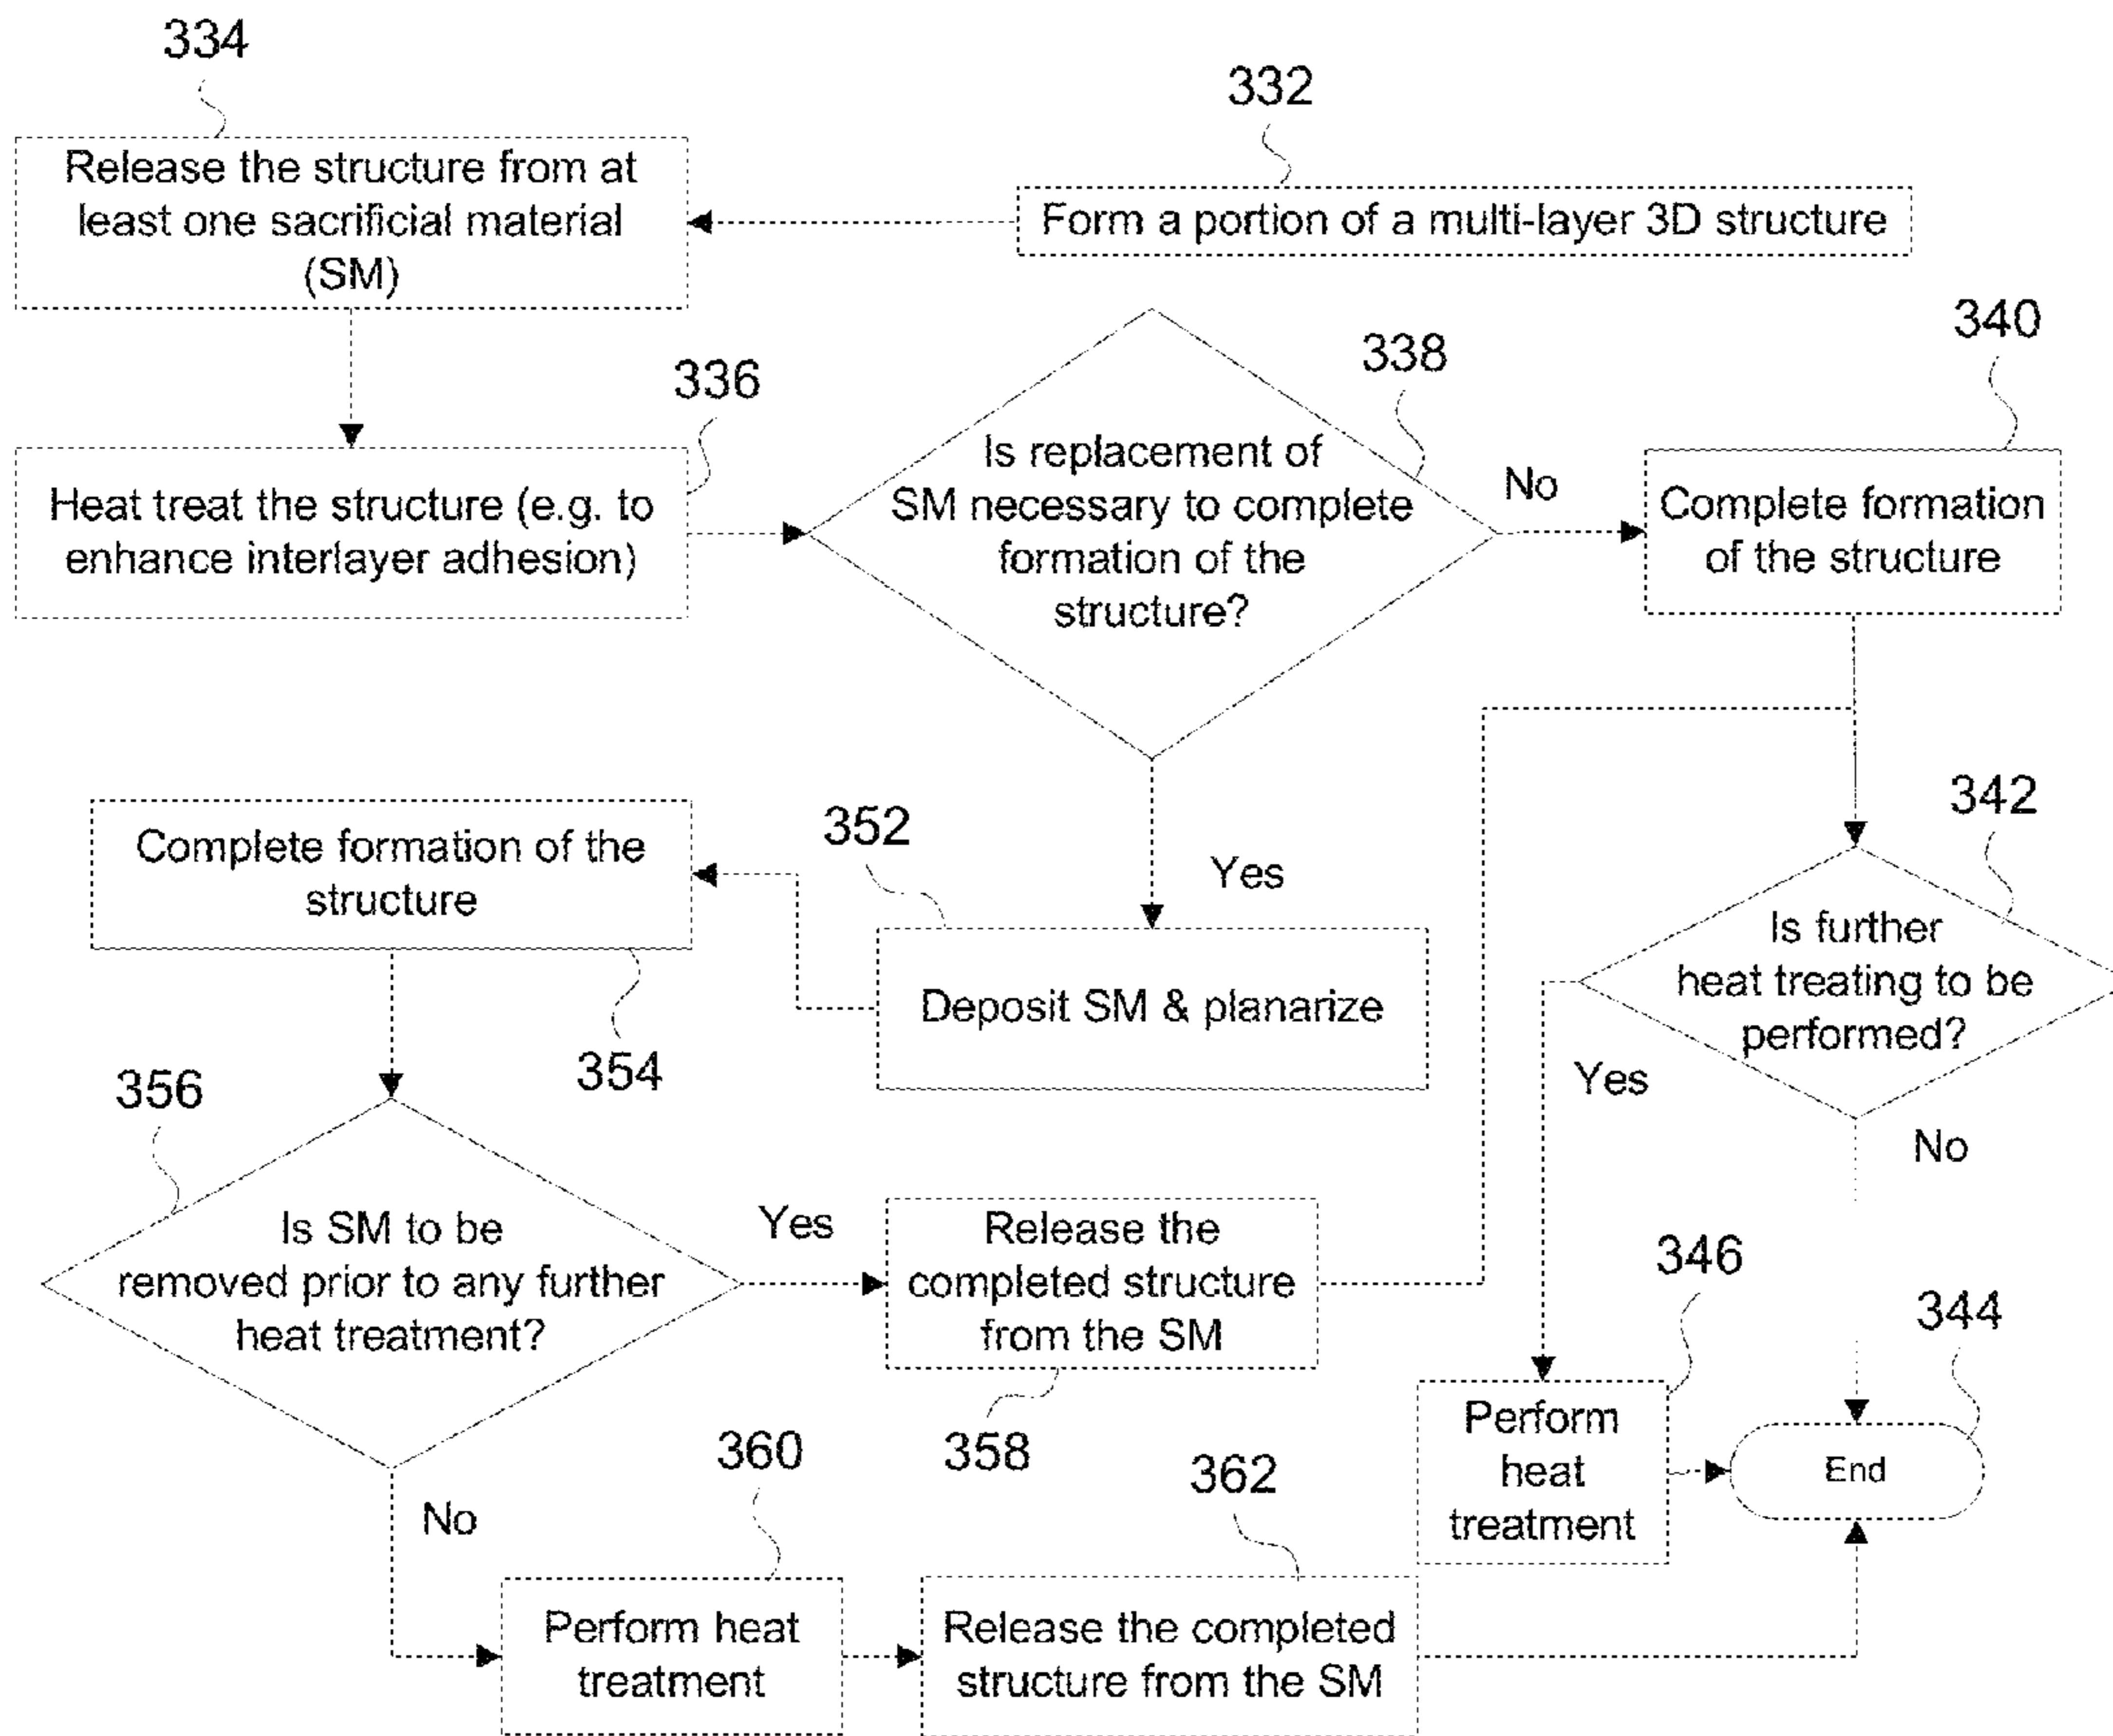 334
332
Release the structure from at
least one sacrificial material
(SM)
Form a portion of a multi-layer 3D structure
336
338
340
Heat treat the structure (e.g. to
enhance interlayer adhesion)
Is replacement of
SM necessary to complete
formation of the
structure?
No
Complete formation
of the structure
Yes
352
Deposit SM & planarize
Complete formation of the
structure
354
342
Is further
heat treating to be
performed?
Yes
No
356
Is SM to be
removed prior to any further
heat treatment?
Yes
Release the
completed structure
from the SM
358
346
Perform
heat
treatment
344
End
No
360
Perform heat
treatment
362
Release the completed
structure from the SM